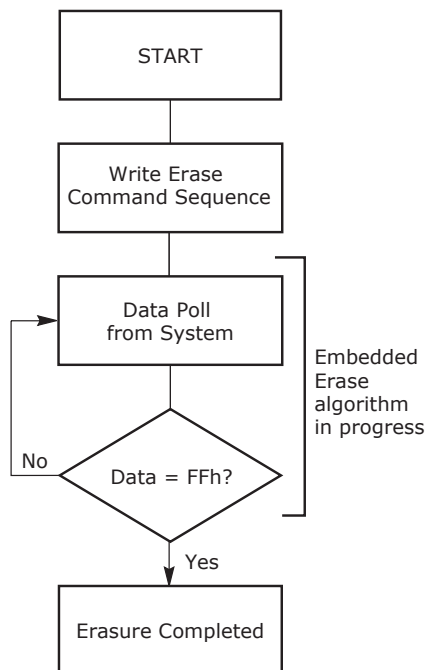 START
Write Erase
Command Sequence
Data Poll
from System
Embedded
Erase
algorithm
in progress
No
Data = FFh?
Yes
Erasure Completed